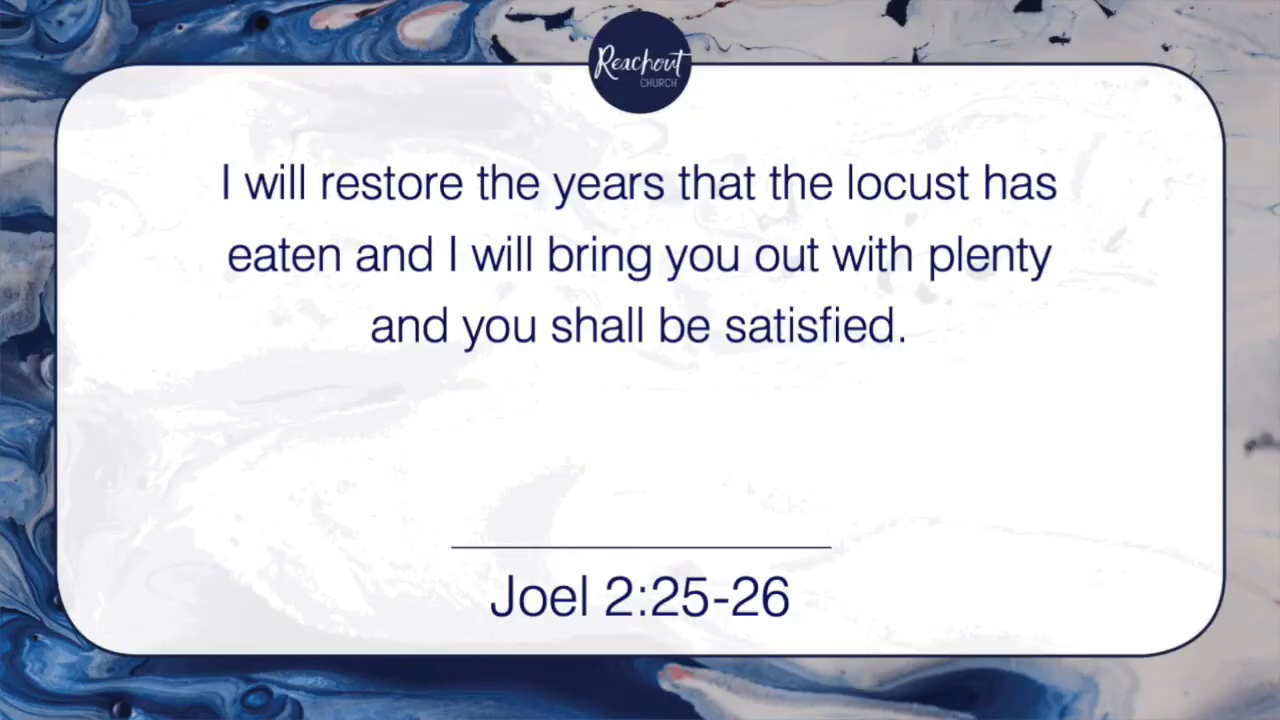 Reachout
CHURCH
I will restore the years that the locust has
eaten and I will bring you out with plenty
and you shall be satisfied.
Joel 2:25-26